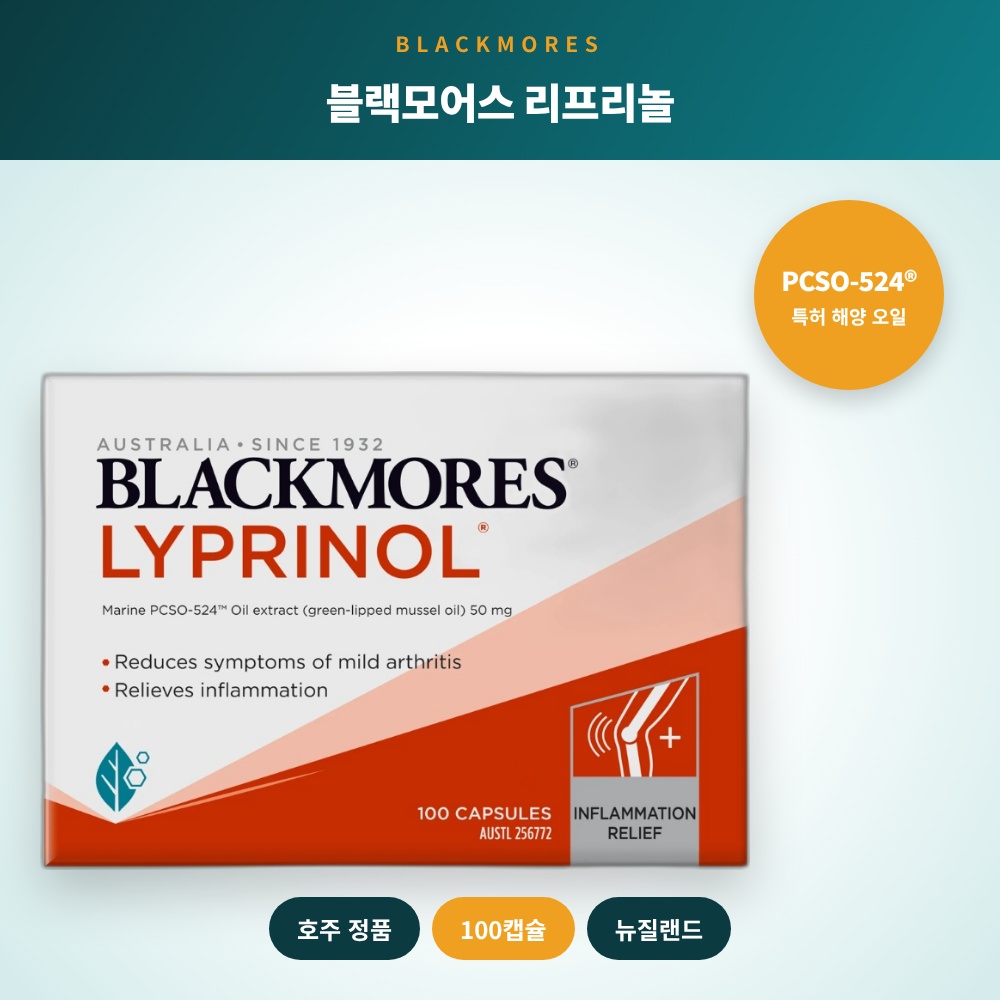 BLACKMORES
블랙모어스 리프리놀
PCSO-524®
특허 해양 오일
AUSTRALIA • SINCE 1932
BLACKMORES®
LYPRINOL®
Marine PCSO-524™ Oil extract (green-lipped mussel oil) 50 mg
• Reduces symptoms of mild arthritis
• Relieves inflammation
100 CAPSULES
AUSTL 256772
INFLAMMATION
RELIEF
호주 정품
100캡슐
뉴질랜드